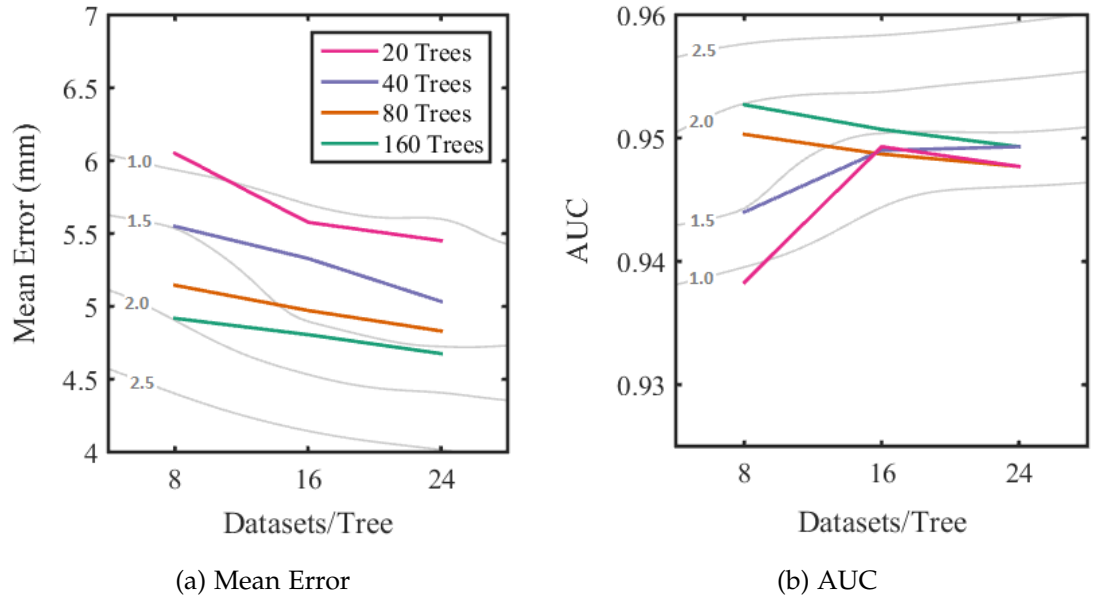 7
6.5
6
5.5
5
4.5
4
Mean Error (mm)
20 Trees
40 Trees
80 Trees
160 Trees
1.0
1.5
2.0
2.5
8
16
24
Datasets/Tree
(a) Mean Error
0.96
0.95
0.94
0.93
AUC
2.5
2.0
1.5
1.0
8
16
24
Datasets/Tree
(b) AUC